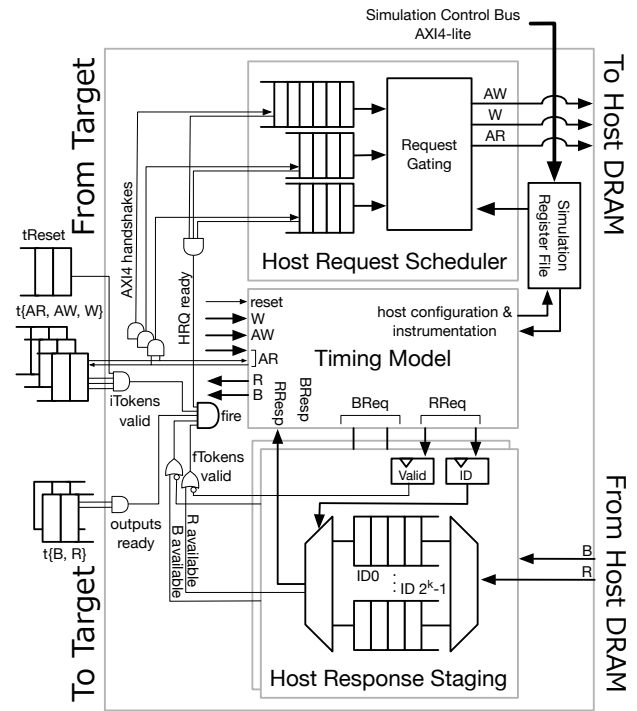 Simulation Control Bus
AXI4-lite
From Target
To Host DRAM
AW
W
AR
Request
Gating
Simulation
Register File
AXI4 handshakes
tReset
Host Request Scheduler
HRQ ready
t{AR, AW, W}
reset
W
AW
AR
host configuration &
instrumentation
Timing Model
R
B
RResp
BResp
BReq
RReq
iTokens
valid
fire
fTokens
valid
Valid
ID
outputs
ready
t{B, R}
B available
R available
ID0
:
ID 2^k-1
B
R
To Target
From Host DRAM
Host Response Staging